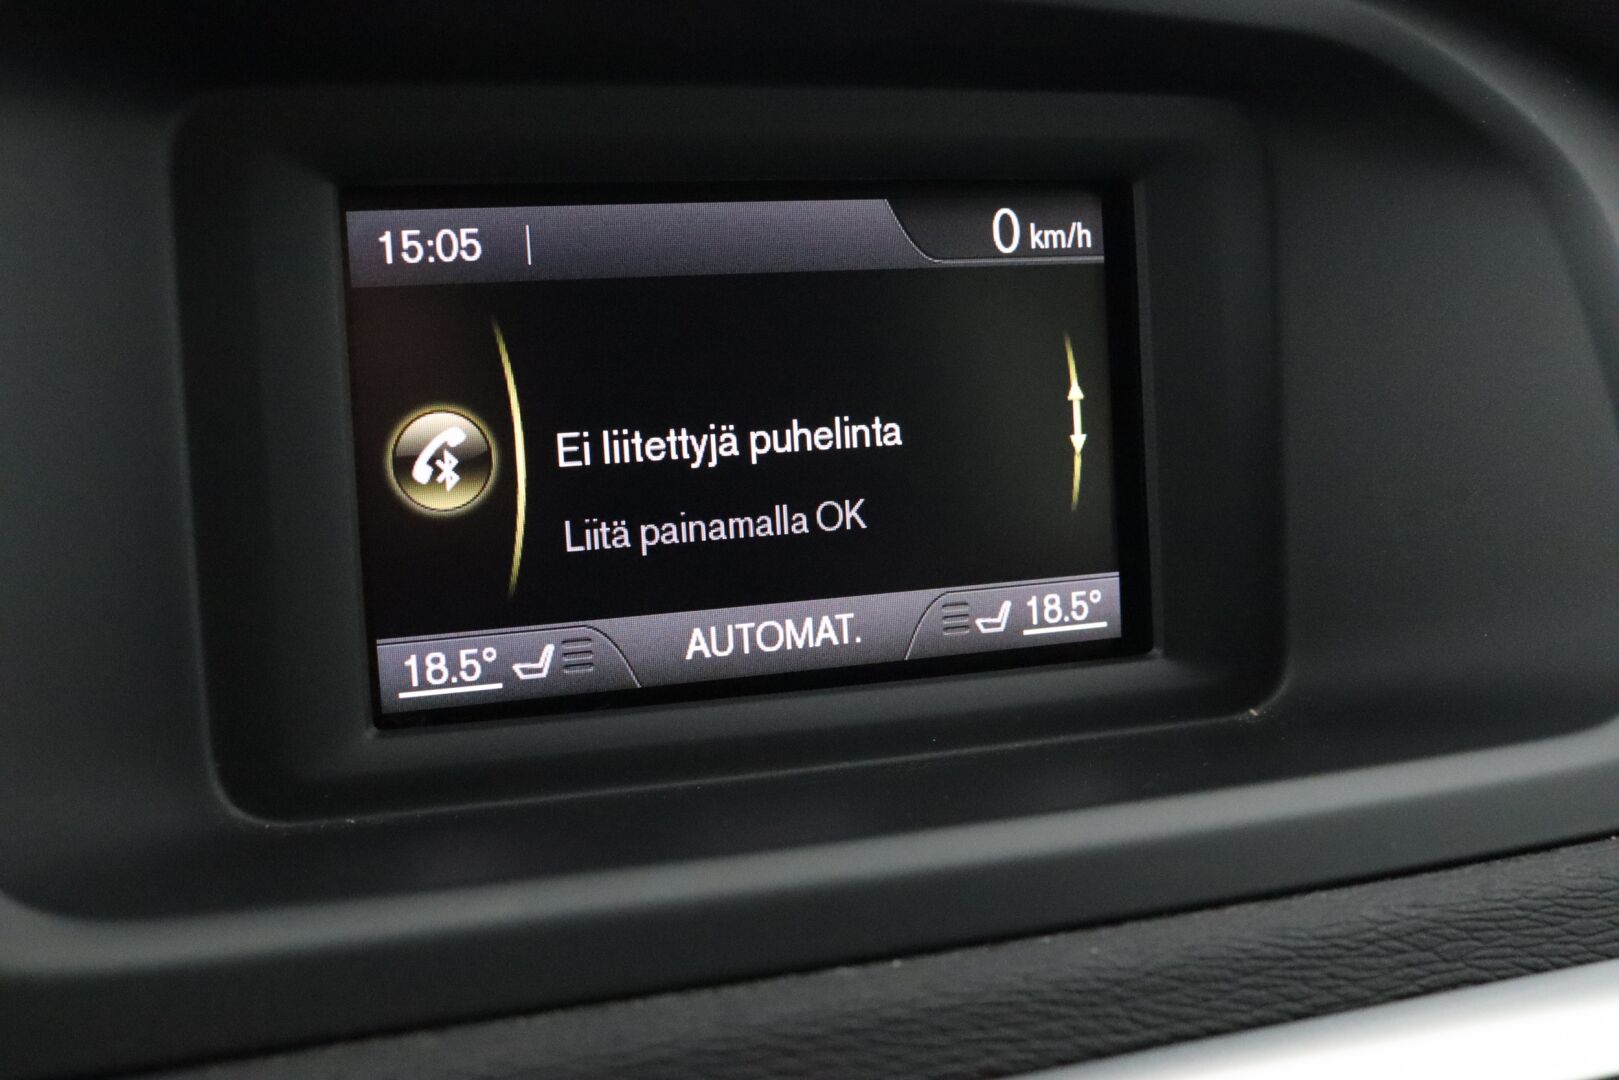 15:05
0 km/h
Ei liitettyjä puhelinta
Liitä painamalla OK
18.5° AUTOMAT. 18.5°